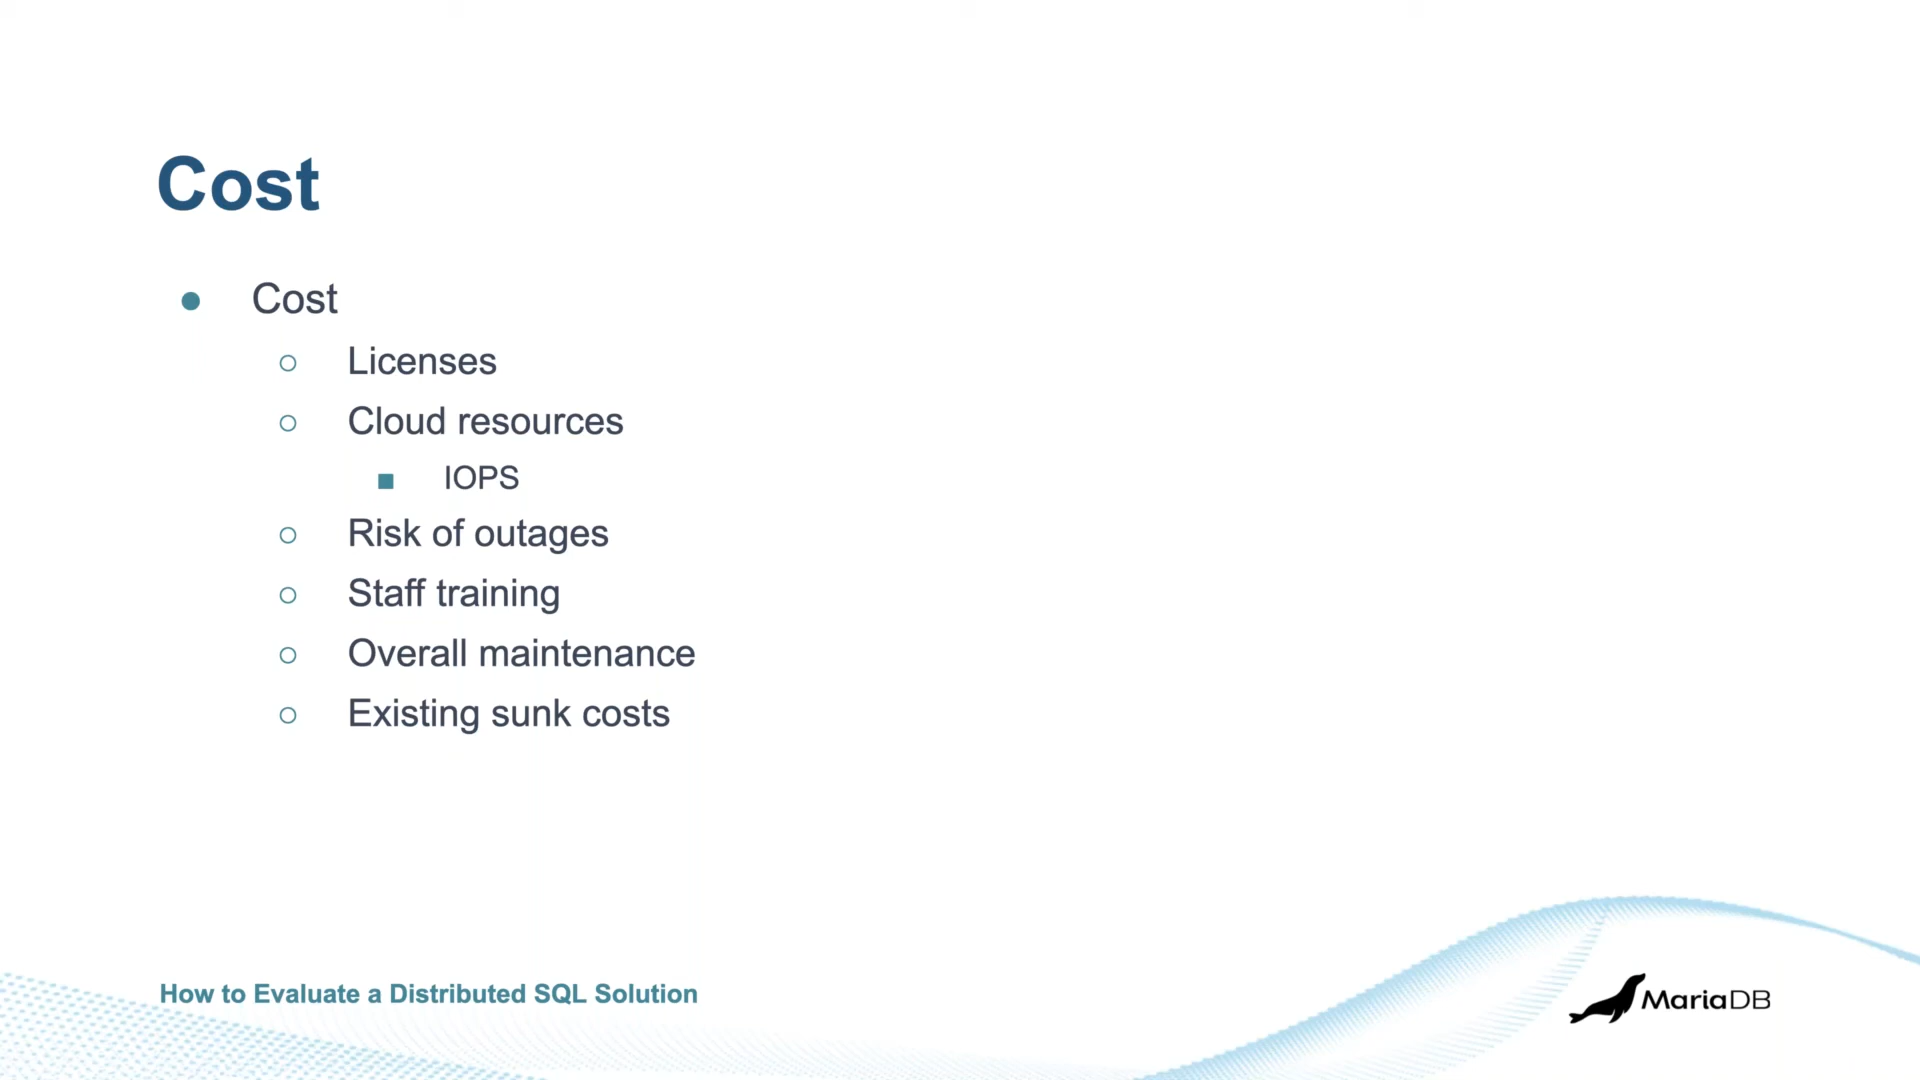 Cost
Cost
Licenses
Cloud resources
IOPS
Risk of outages
Staff training
Overall maintenance
Existing sunk costs
How to Evaluate a Distributed SQL Solution
MariaDB